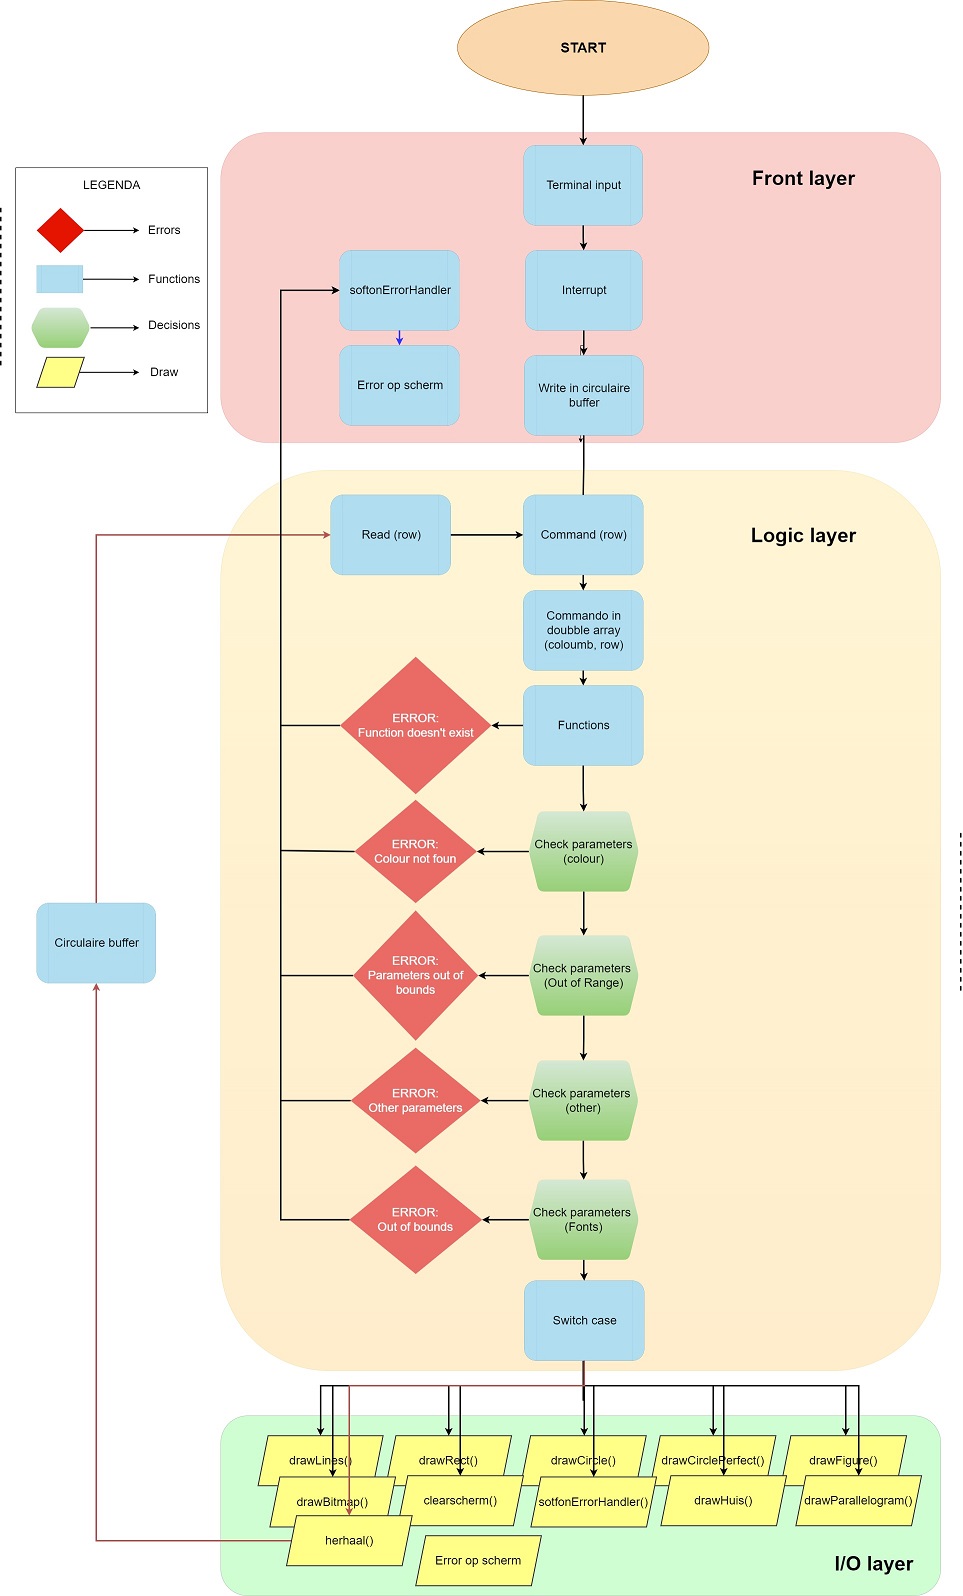 START
Front layer
Terminal input
LEGENDA
Errors
Functions
Decisions
Draw
softonErrorHandler
Interrupt
Error op scherm
Write in circulaire
buffer
Logic layer
Read (row)
Command (row)
Commando in
doubble array
(coloumb, row)
ERROR:
Function doesn't exist
Functions
ERROR:
Colour not foun
Check parameters
(colour)
Circulaire buffer
ERROR:
Parameters out of
bounds
Check parameters
(Out of Range)
ERROR:
Other parameters
Check parameters
(other)
ERROR:
Out of bounds
Check parameters
(Fonts)
Switch case
drawLines()
drawRect()
drawCircle()
drawCirclePerfect()
drawFigure()
drawBitmap()
clearscherm()
sotfonErrorHandler()
drawHuis()
drawParallelogram()
herhaal()
Error op scherm
I/O layer